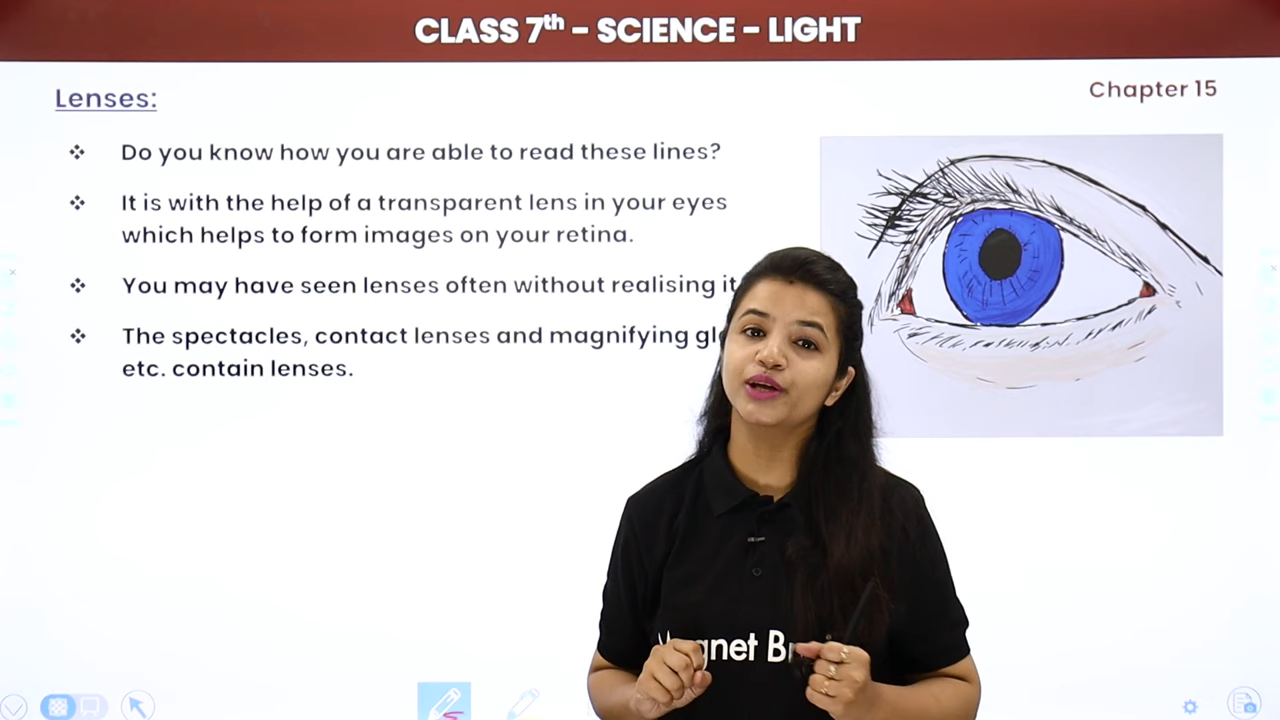 CLASS 7th - SCIENCE - LIGHT
Chapter 15
Lenses:
Do you know how you are able to read these lines?
It is with the help of a transparent lens in your eyes
which helps to form images on your retina.
You may have seen lenses often without realising it
The spectacles, contact lenses and magnifying
etc. contain lenses.